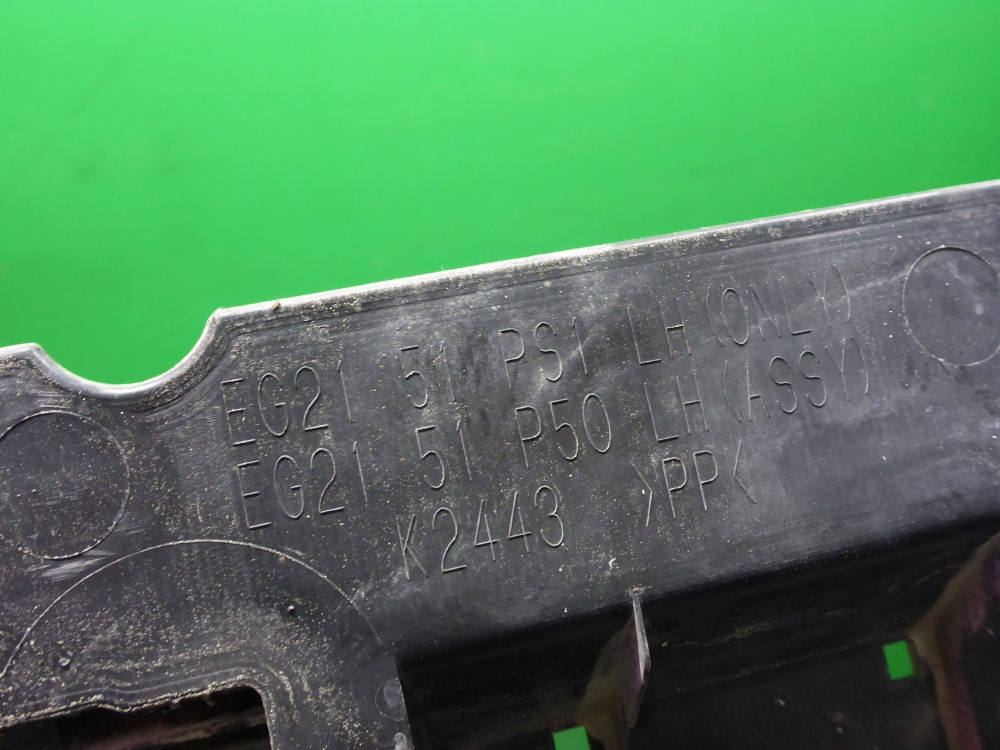 EG21 51 PS1 LH (ONLY)
EG21 51 P50 LH (ASSY)
K2443 >PP<